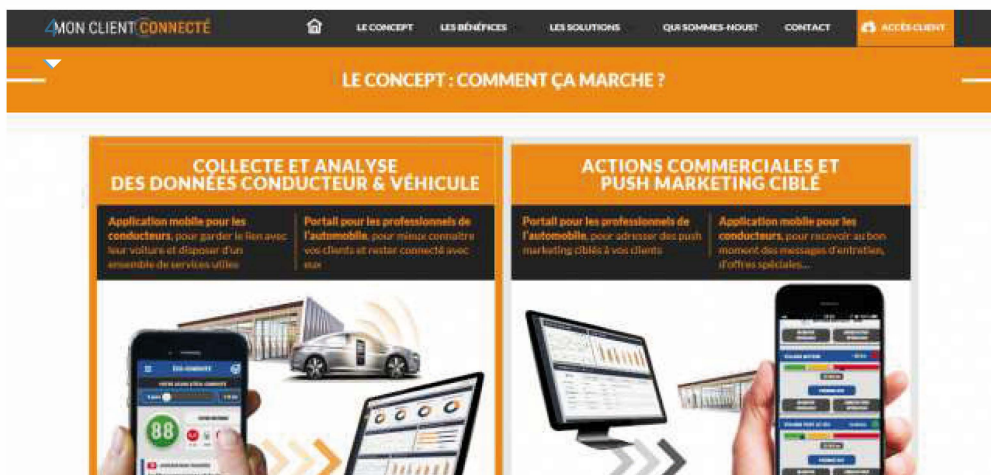 4MON CLIENT CONNECTÉ
LE CONCEPT
LES BÉNÉFICES
LES SOLUTIONS
QUI SOMMES-NOUS?
CONTACT
ACCÈS CLIENT
LE CONCEPT : COMMENT ÇA MARCHE ?
COLLECTE ET ANALYSE
DES DONNÉES CONDUCTEUR & VÉHICULE
Application mobile pour les
conducteurs, pour garder le lien avec
leur voiture et disposer d'un
ensemble de services utiles
Portail pour les professionnels de
l'automobile, pour mieux connaître
vos clients et rester connecté avec
eux
ACTIONS COMMERCIALES ET
PUSH MARKETING CIBLÉ
Portail pour les professionnels de
l'automobile, pour adresser des push
marketing ciblés à vos clients
Application mobile pour les
conducteurs, pour recevoir au bon
moment des messages d'entretien,
d'offres spéciales...
ÉCO-CONDUITE
88